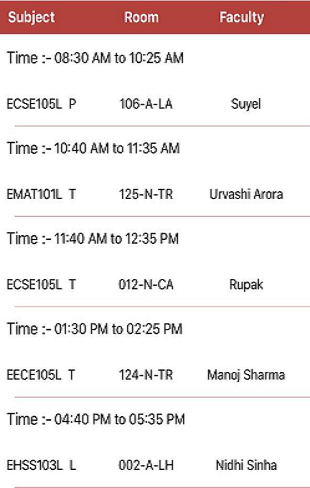 Subject Room Faculty
Time :- 08:30 AM to 10:25 AM
ECSE105L P 106-A-LA Suyel
Time :- 10:40 AM to 11:35 AM
EMAT101L T 125-N-TR Urvashi Arora
Time :- 11:40 AM to 12:35 PM
ECSE105L T 012-N-CA Rupak
Time :- 01:30 PM to 02:25 PM
EECE105L T 124-N-TR Manoj Sharma
Time :- 04:40 PM to 05:35 PM
EHSS103L L 002-A-LH Nidhi Sinha